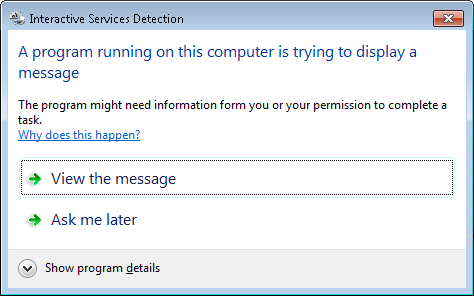 Interactive Services Detection
A program running on this computer is trying to display a
message
The program might need information form you or your permission to complete a
task.
Why does this happen?
View the message
Ask me later
Show program details